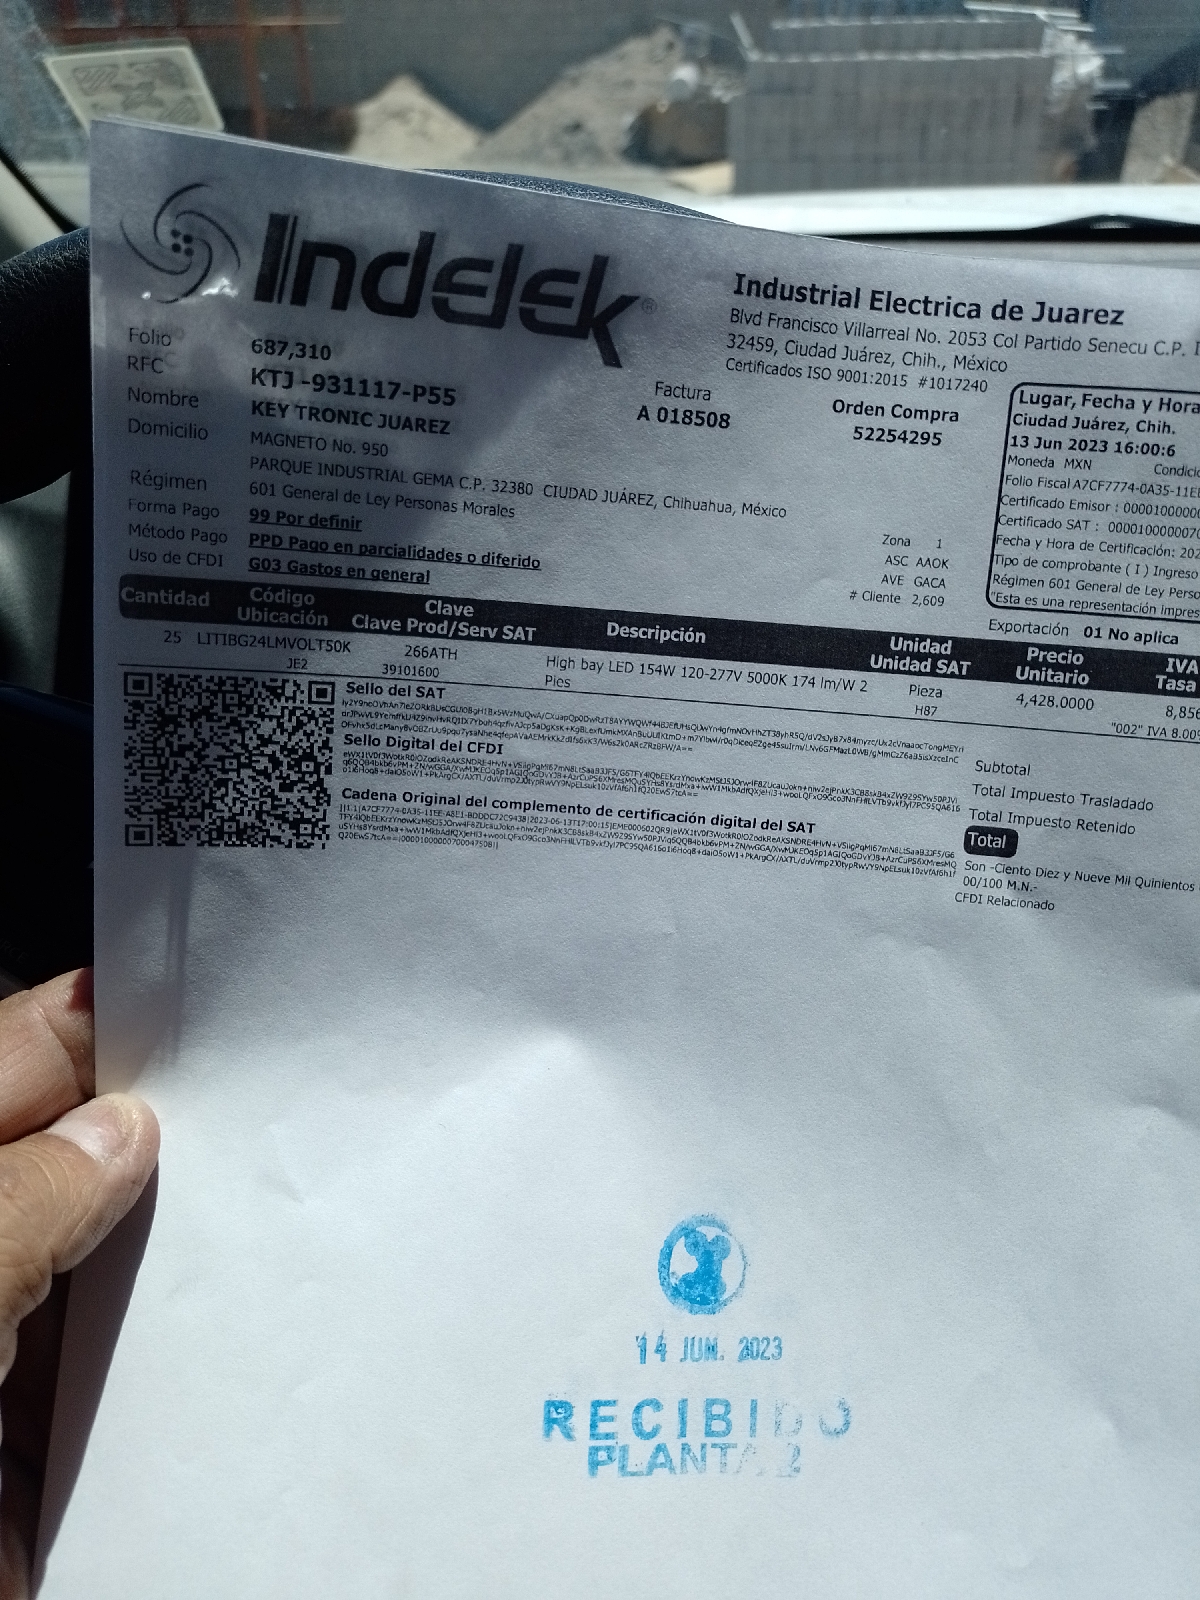 Indelek®
Industrial Electrica de Juarez
Blvd Francisco Villarreal No. 2053 Col Partido Senecu C.P.
32459, Ciudad Juárez, Chih., México
Certificados ISO 9001:2015 #1017240
Folio 687,310
RFC KTJ -931117-P55
Nombre KEY TRONIC JUAREZ
Domicilio MAGNETO No. 950
PARQUE INDUSTRIAL GEMA C.P. 32380 CIUDAD JUÁREZ, Chihuahua, México
Régimen 601 General de Ley Personas Morales
Forma Pago 99 Por definir
Método Pago PPD Pago en parcialidades o diferido
Uso de CFDI G03 Gastos en general
Factura
A 018508
Orden Compra
52254295
Lugar, Fecha y Hora
Ciudad Juárez, Chih.
13 Jun 2023 16:00:6
Moneda MXN Condicio
Folio Fiscal A7CF7774-0A35-11E
Certificado Emisor : 00001000000
Certificado SAT : 0000100000070
Fecha y Hora de Certificación: 202
Tipo de comprobante ( I ) Ingreso
Régimen 601 General de Ley Perso
"Esta es una representación impres
Zona 1
ASC AAOK
AVE GACA
# Cliente 2,609
Exportación 01 No aplica
Cantidad Código Ubicación Clave Clave Prod/Serv SAT Descripción Unidad Unidad SAT Precio Unitario IVA Tasa
25 LITIBG24LMVOLT50K 266ATH High bay LED 154W 120-277V 5000K 174 lm/W 2 Pieza 4,428.0000 8,856
JE2 39101600 Pies H87 "002" IVA 8.00%
Sello del SAT
Sello Digital del CFDI
Cadena Original del complemento de certificación digital del SAT
Subtotal
Total Impuesto Trasladado
Total Impuesto Retenido
Total
Son -Ciento Diez y Nueve Mil Quinientos
00/100 M.N.-
CFDI Relacionado
14 JUN. 2023
RECIBIDO
PLANTA 2